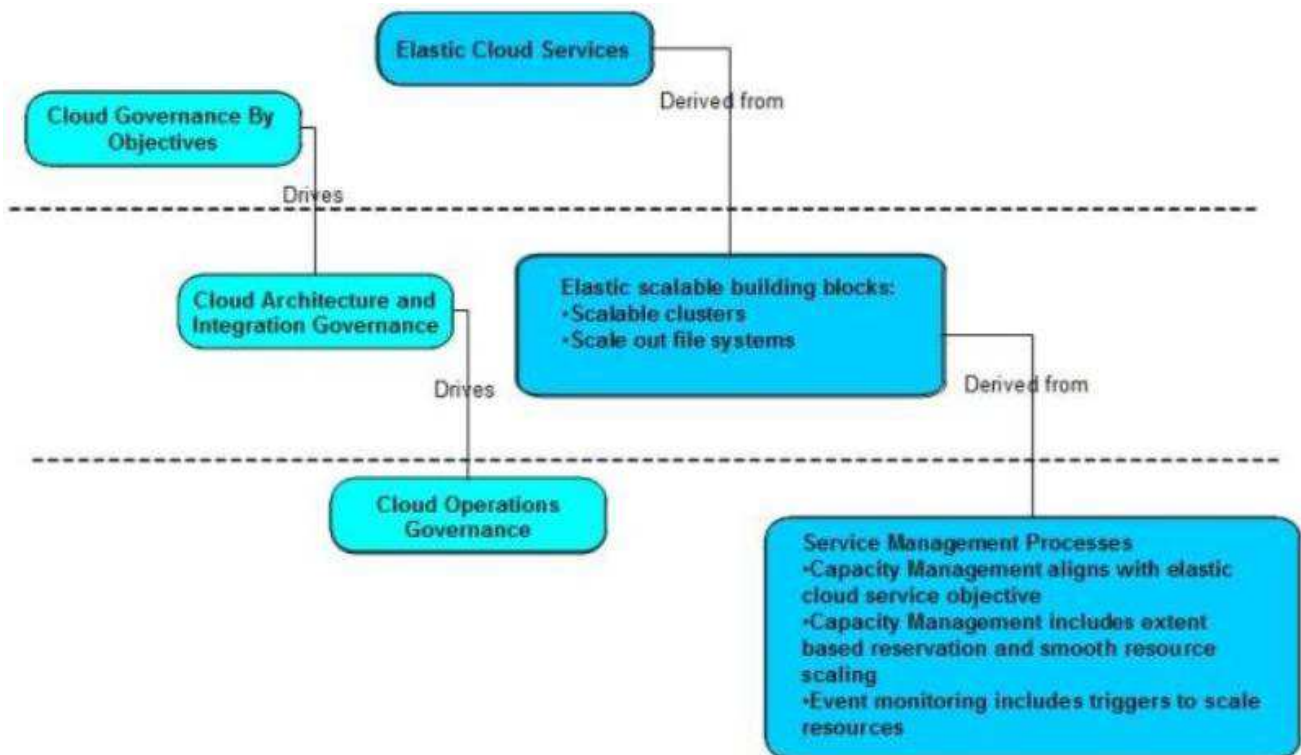 Elastic Cloud Services
Derived from
Cloud Governance By
Objectives
Drives
Cloud Architecture and
Integration Governance
Elastic scalable building blocks:
•Scalable clusters
•Scale out file systems
Drives
Derived from
Cloud Operations
Governance
Service Management Processes
•Capacity Management aligns with elastic
cloud service objective
•Capacity Management includes extent
based reservation and smooth resource
scaling
•Event monitoring includes triggers to scale
resources